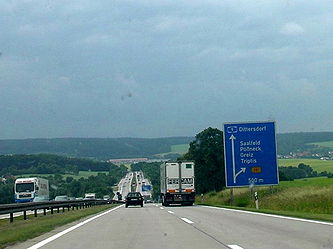 Dittersdorf
Saalfeld
Pößneck
Greiz
Triptis
500 m